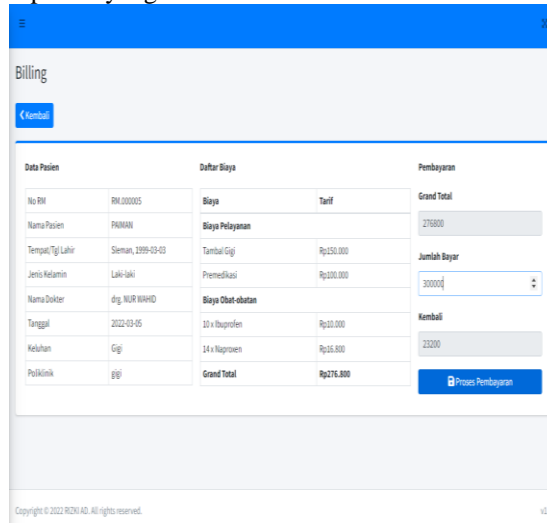 Billing
Kembali
Data Pasien
No RM RM.000005
Nama Pasien PAIMAN
Tempat/Tgl Lahir Sleman, 1999-03-03
Jenis Kelamin Laki-laki
Nama Dokter drg. NUR WAHID
Tanggal 2022-03-05
Keluhan Gigi
Poliklinik gigi
Daftar Biaya
Biaya Tarif
Biaya Pelayanan
Tambal Gigi Rp150.000
Premedikasi Rp100.000
Biaya Obat-obatan
10 x Ibuprofen Rp10.000
14 x Naproxen Rp16.800
Grand Total Rp276.800
Pembayaran
Grand Total
276800
Jumlah Bayar
300000
Kembali
23200
Proses Pembayaran
Copyright © 2022 RIZKI AD. All rights reserved.